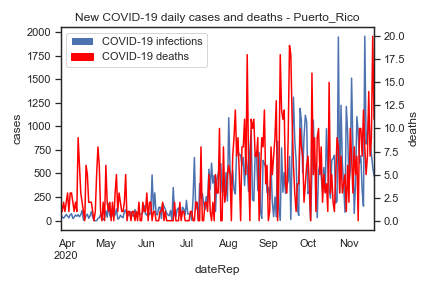 New COVID-19 daily cases and deaths - Puerto_Rico
COVID-19 infections
COVID-19 deaths
cases
2000
1750
1500
1250
1000
750
500
250
0
deaths
20.0
17.5
15.0
12.5
10.0
7.5
5.0
2.5
0.0
Apr May Jun Jul Aug Sep Oct Nov
2020
dateRep